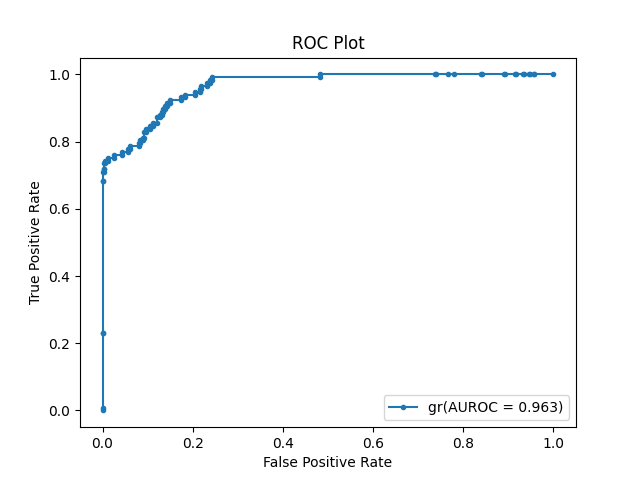 ROC Plot
1.0
0.8
0.6
0.4
0.2
0.0
True Positive Rate
gr(AUROC = 0.963)
0.0 0.2 0.4 0.6 0.8 1.0
False Positive Rate